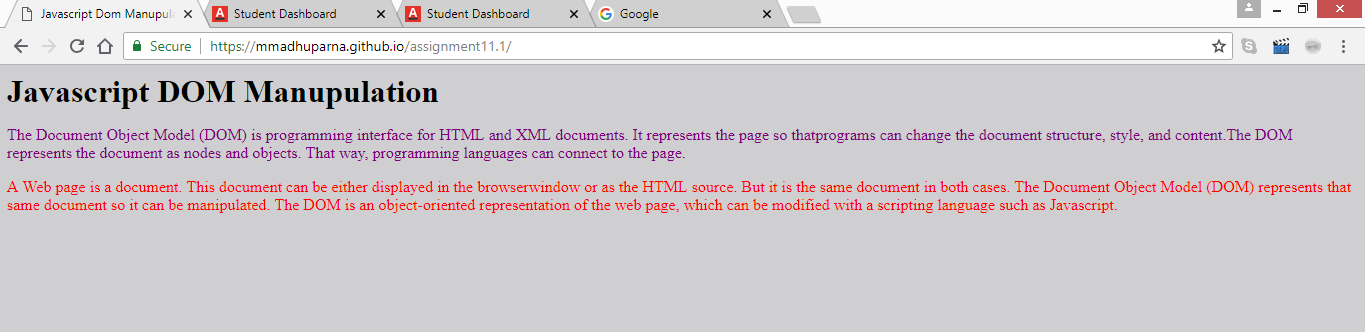 Javascript Dom Manupula
A Student Dashboard
A Student Dashboard
G Google
Secure https://mmadhuparna.github.io/assignment11.1/
Javascript DOM Manupulation
The Document Object Model (DOM) is programming interface for HTML and XML documents. It represents the page so thatprograms can change the document structure, style, and content.The DOM
represents the document as nodes and objects. That way, programming languages can connect to the page.
A Web page is a document. This document can be either displayed in the browserwindow or as the HTML source. But it is the same document in both cases. The Document Object Model (DOM) represents that
same document so it can be manipulated. The DOM is an object-oriented representation of the web page, which can be modified with a scripting language such as Javascript.